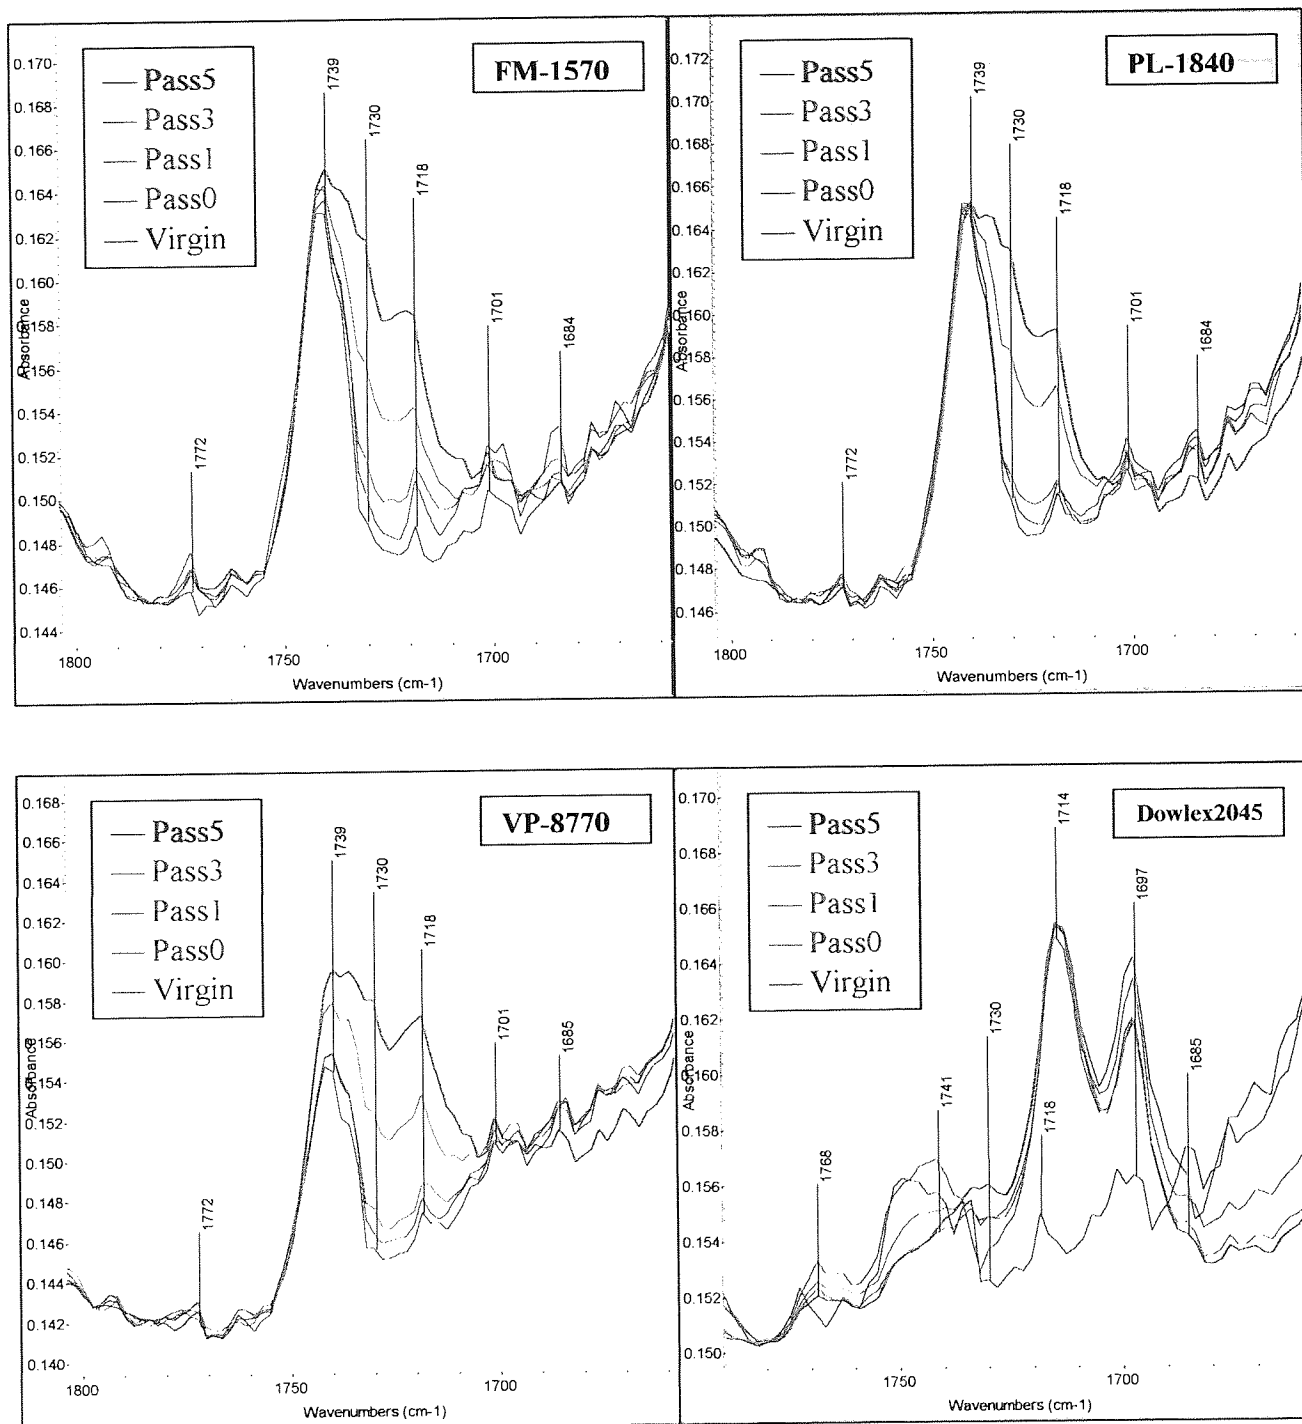 FM-1570
Pass5
Pass3
Pass1
Pass0
Virgin
1739
1730
1718
1701
1684
1772
0.170
0.168
0.166
0.164
0.162
0.160
0.158
0.156
0.154
0.152
0.150
0.148
0.146
0.144
Absorbance
1800
1750
1700
Wavenumbers (cm-1)
PL-1840
Pass5
Pass3
Pass1
Pass0
Virgin
1739
1730
1718
1701
1684
1772
0.172
0.170
0.168
0.166
0.164
0.162
0.160
0.158
0.156
0.154
0.152
0.150
0.148
0.146
Absorbance
1800
1750
1700
Wavenumbers (cm-1)
VP-8770
Pass5
Pass3
Pass1
Pass0
Virgin
1739
1730
1718
1701
1685
1772
0.168
0.166
0.164
0.162
0.160
0.158
0.156
0.154
0.152
0.150
0.148
0.146
0.144
0.142
0.140
Absorbance
1800
1750
1700
Wavenumbers (cm-1)
Dowlex2045
Pass5
Pass3
Pass1
Pass0
Virgin
1714
1697
1730
1741
1718
1685
1768
0.170
0.168
0.166
0.164
0.162
0.160
0.158
0.156
0.154
0.152
0.150
Absorbance
1750
1700
Wavenumbers (cm-1)